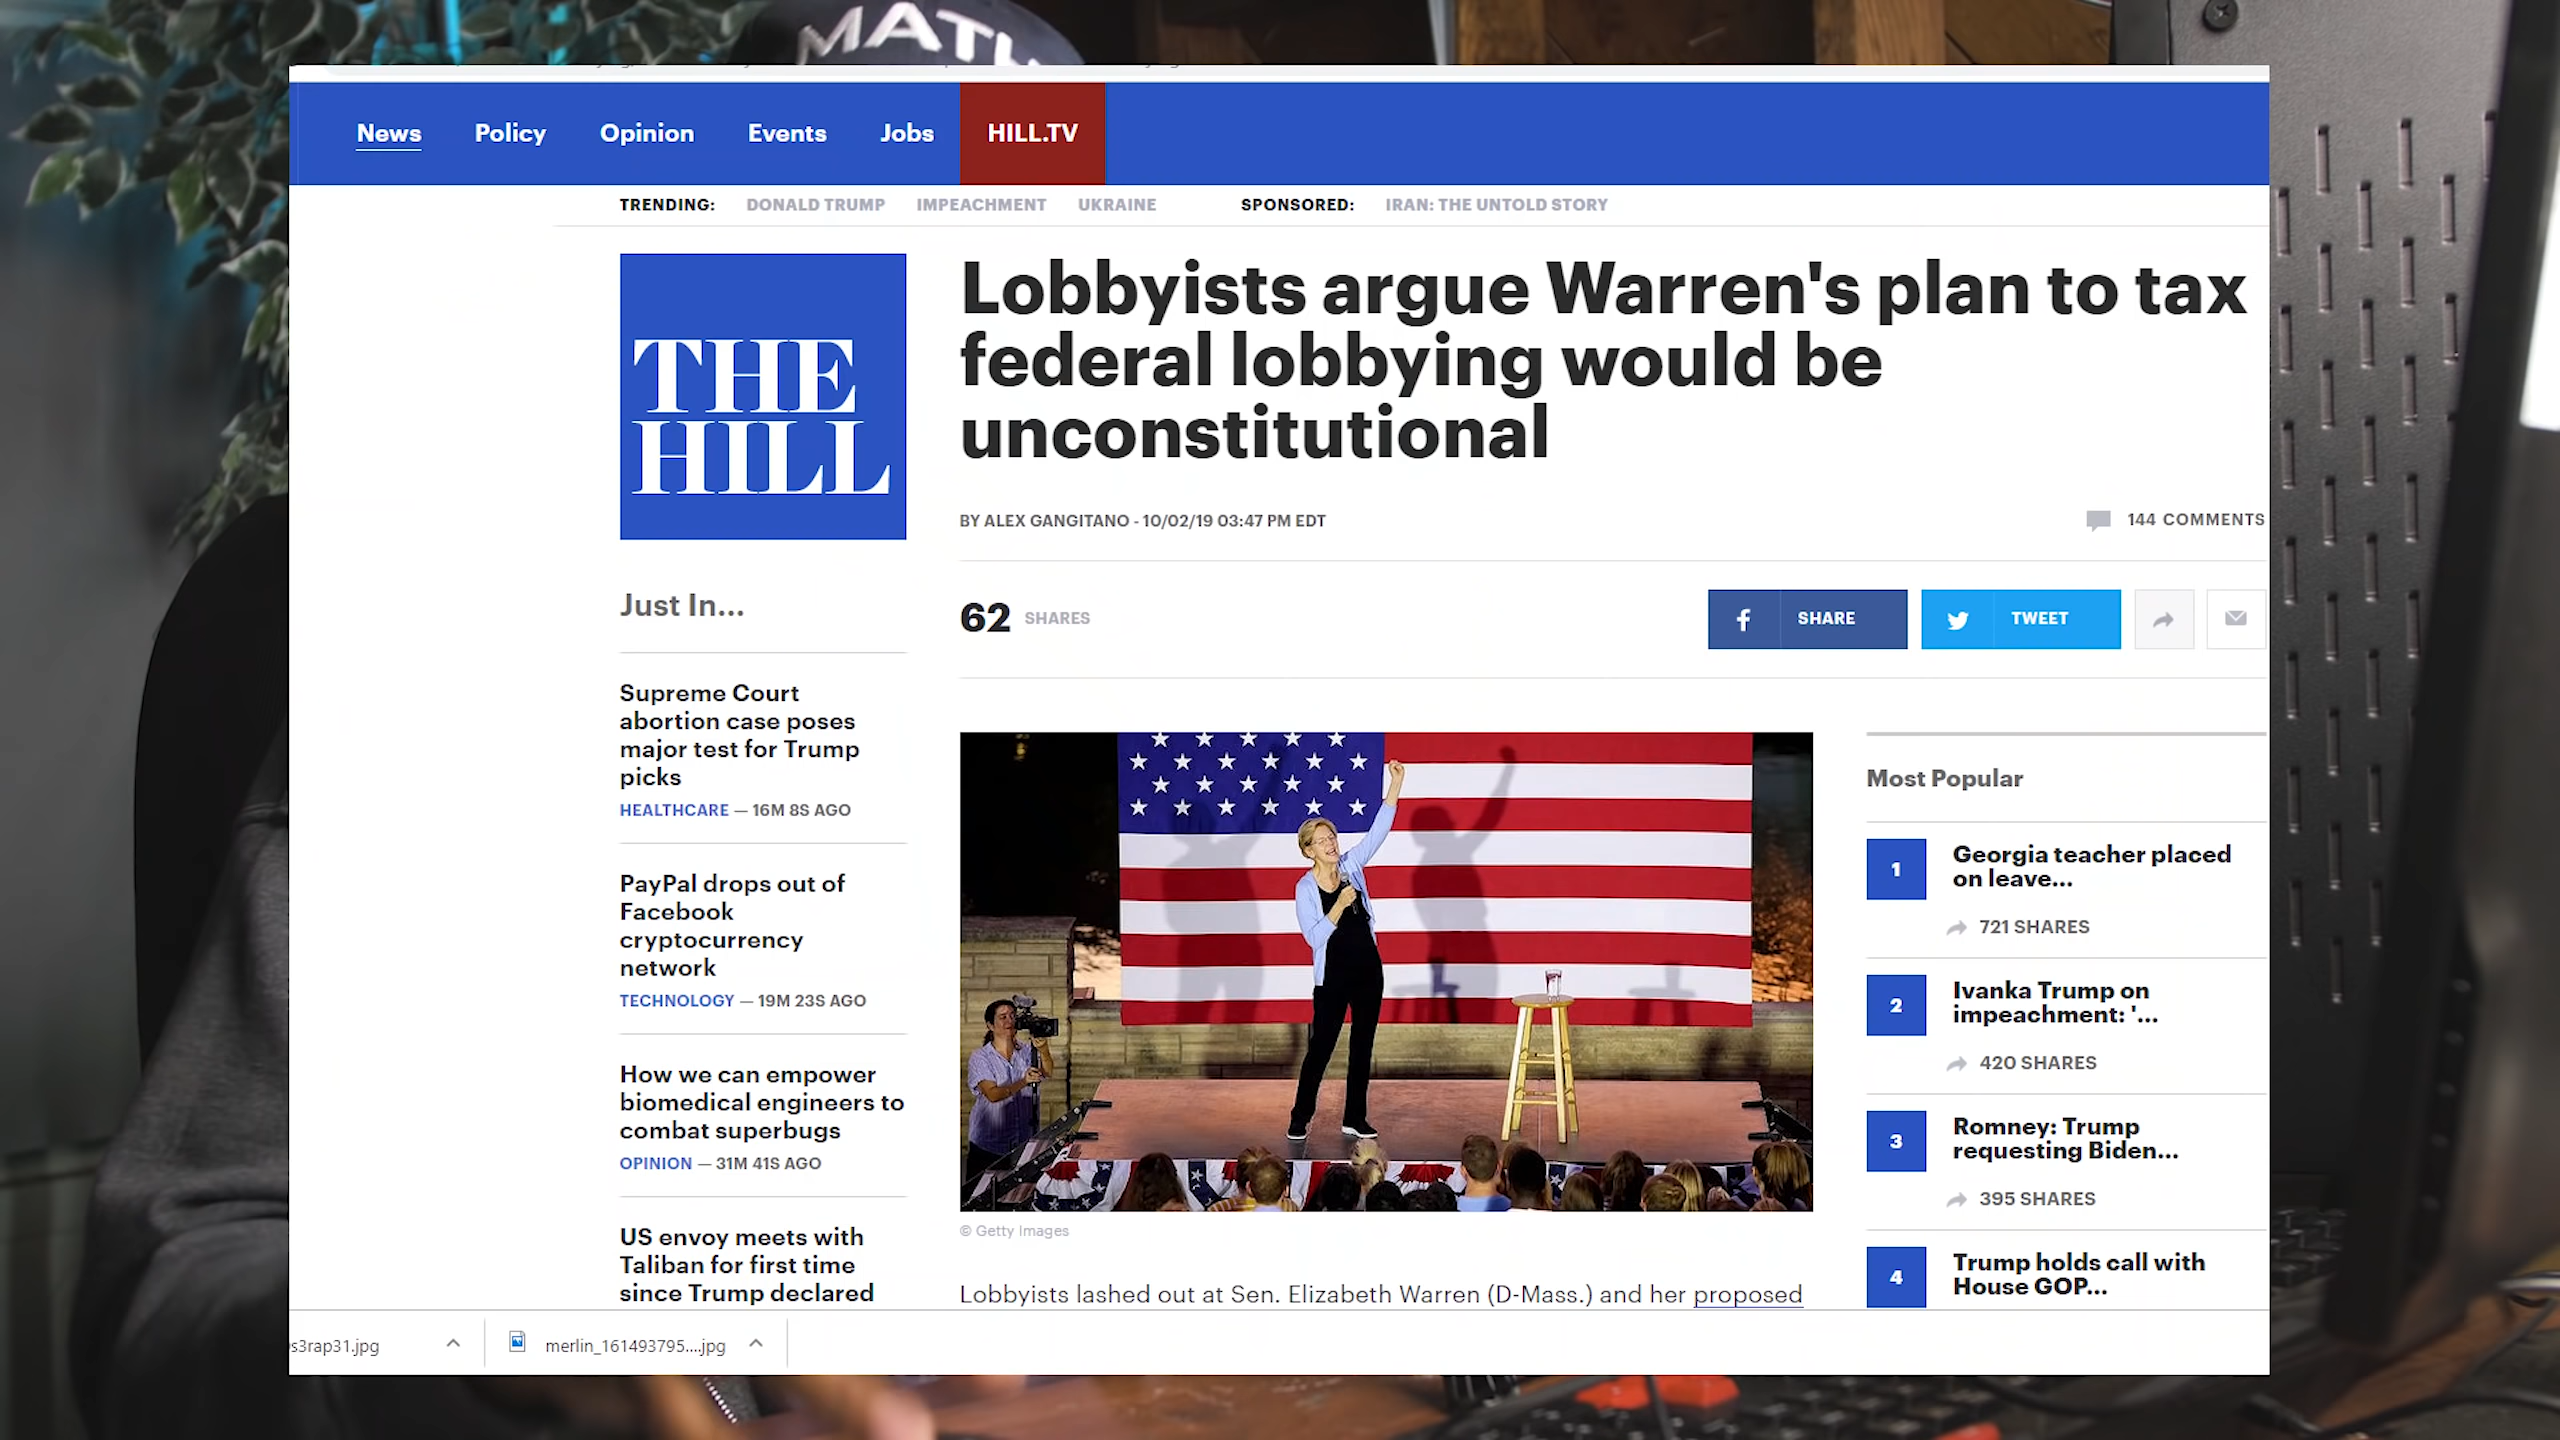 MATH
News Policy Opinion Events Jobs HILL.TV
TRENDING: DONALD TRUMP IMPEACHMENT UKRAINE SPONSORED: IRAN: THE UNTOLD STORY
THE
HILL
Lobbyists argue Warren's plan to tax
federal lobbying would be
unconstitutional
BY ALEX GANGITANO - 10/02/19 03:47 PM EDT
144 COMMENTS
62 SHARES
SHARE
TWEET
Just In...
Supreme Court
abortion case poses
major test for Trump
picks
HEALTHCARE — 16M 8S AGO
PayPal drops out of
Facebook
cryptocurrency
network
TECHNOLOGY — 19M 23S AGO
How we can empower
biomedical engineers to
combat superbugs
OPINION — 31M 41S AGO
US envoy meets with
Taliban for first time
since Trump declared
© Getty Images
Lobbyists lashed out at Sen. Elizabeth Warren (D-Mass.) and her proposed
Most Popular
1 Georgia teacher placed
on leave...
721 SHARES
2 Ivanka Trump on
impeachment: '...
420 SHARES
3 Romney: Trump
requesting Biden...
395 SHARES
4 Trump holds call with
House GOP...
s3rap31.jpg
merlin_161493795....jpg